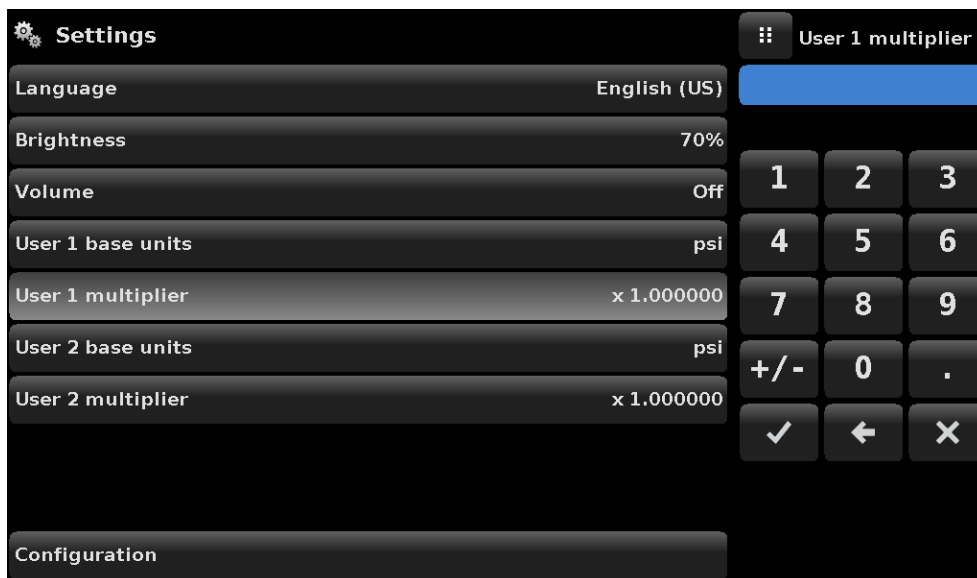 Settings
Language English (US)
Brightness 70%
Volume Off
User 1 base units psi
User 1 multiplier x 1.000000
User 2 base units psi
User 2 multiplier x 1.000000
Configuration
User 1 multiplier
1 2 3
4 5 6
7 8 9
+/- 0 .